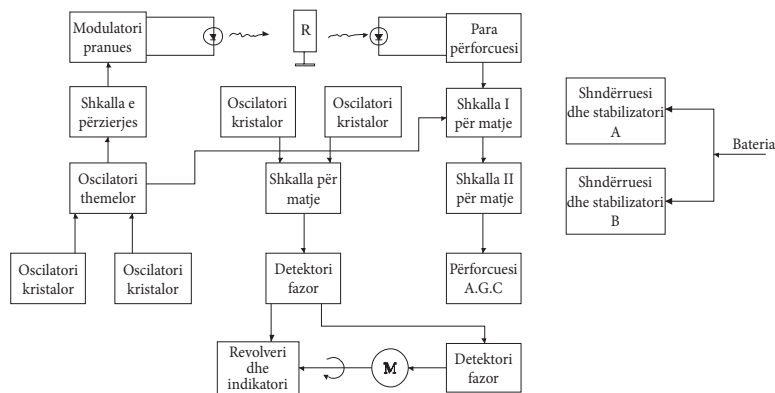 Modulatori
pranues
R
Para
përforcuesi
Shkalla e
përzierjes
Oscilatori
kristalor
Oscilatori
kristalor
Shkalla I
për matje
Shndërruesi
dhe stabilizatori
A
Bateria
Oscilatori
themelor
Shkalla për
matje
Shkalla II
për matje
Shndërruesi
dhe stabilizatori
B
Oscilatori
kristalor
Oscilatori
kristalor
Detektori
fazor
Përforcuesi
A.G.C
Revolveri
dhe
indikatori
M
Detektori
fazor